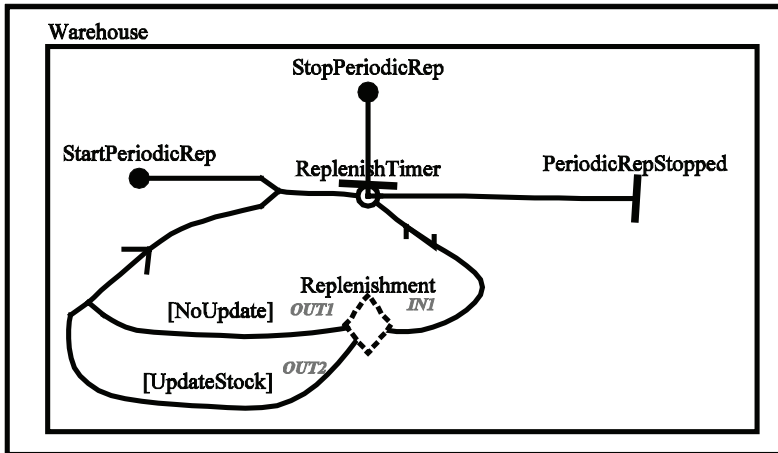 Warehouse
StopPeriodicRep
StartPeriodicRep
ReplenishTimer
PeriodicRepStopped
Replenishment
[NoUpdate]
OUT1
IN1
OUT2
[UpdateStock]